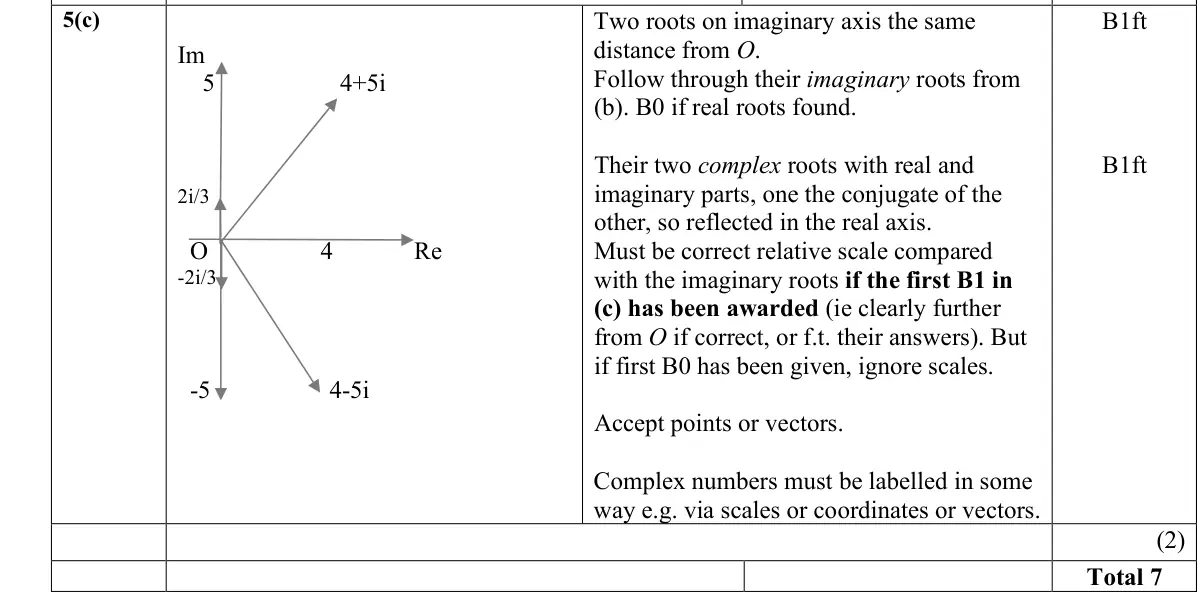 5(c)
Im
5
4+5i
2i/3
O
4
Re
-2i/3
-5
4-5i
Two roots on imaginary axis the same
distance from O.
Follow through their imaginary roots from
(b). B0 if real roots found.
B1ft
Their two complex roots with real and
imaginary parts, one the conjugate of the
other, so reflected in the real axis.
Must be correct relative scale compared
with the imaginary roots if the first B1 in
(c) has been awarded (ie clearly further
from O if correct, or f.t. their answers). But
if first B0 has been given, ignore scales.
B1ft
Accept points or vectors.
Complex numbers must be labelled in some
way e.g. via scales or coordinates or vectors.
(2)
Total 7